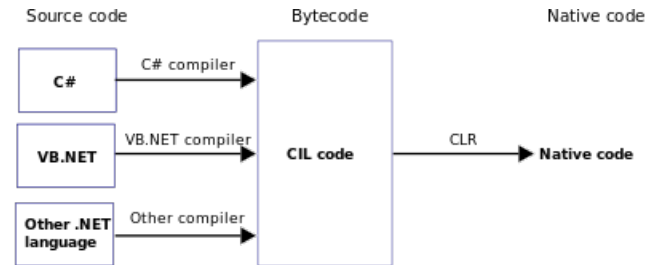 Source code
Bytecode
Native code
C#
C# compiler
VB.NET
VB.NET compiler
CIL code
CLR
Native code
Other .NET
language
Other compiler